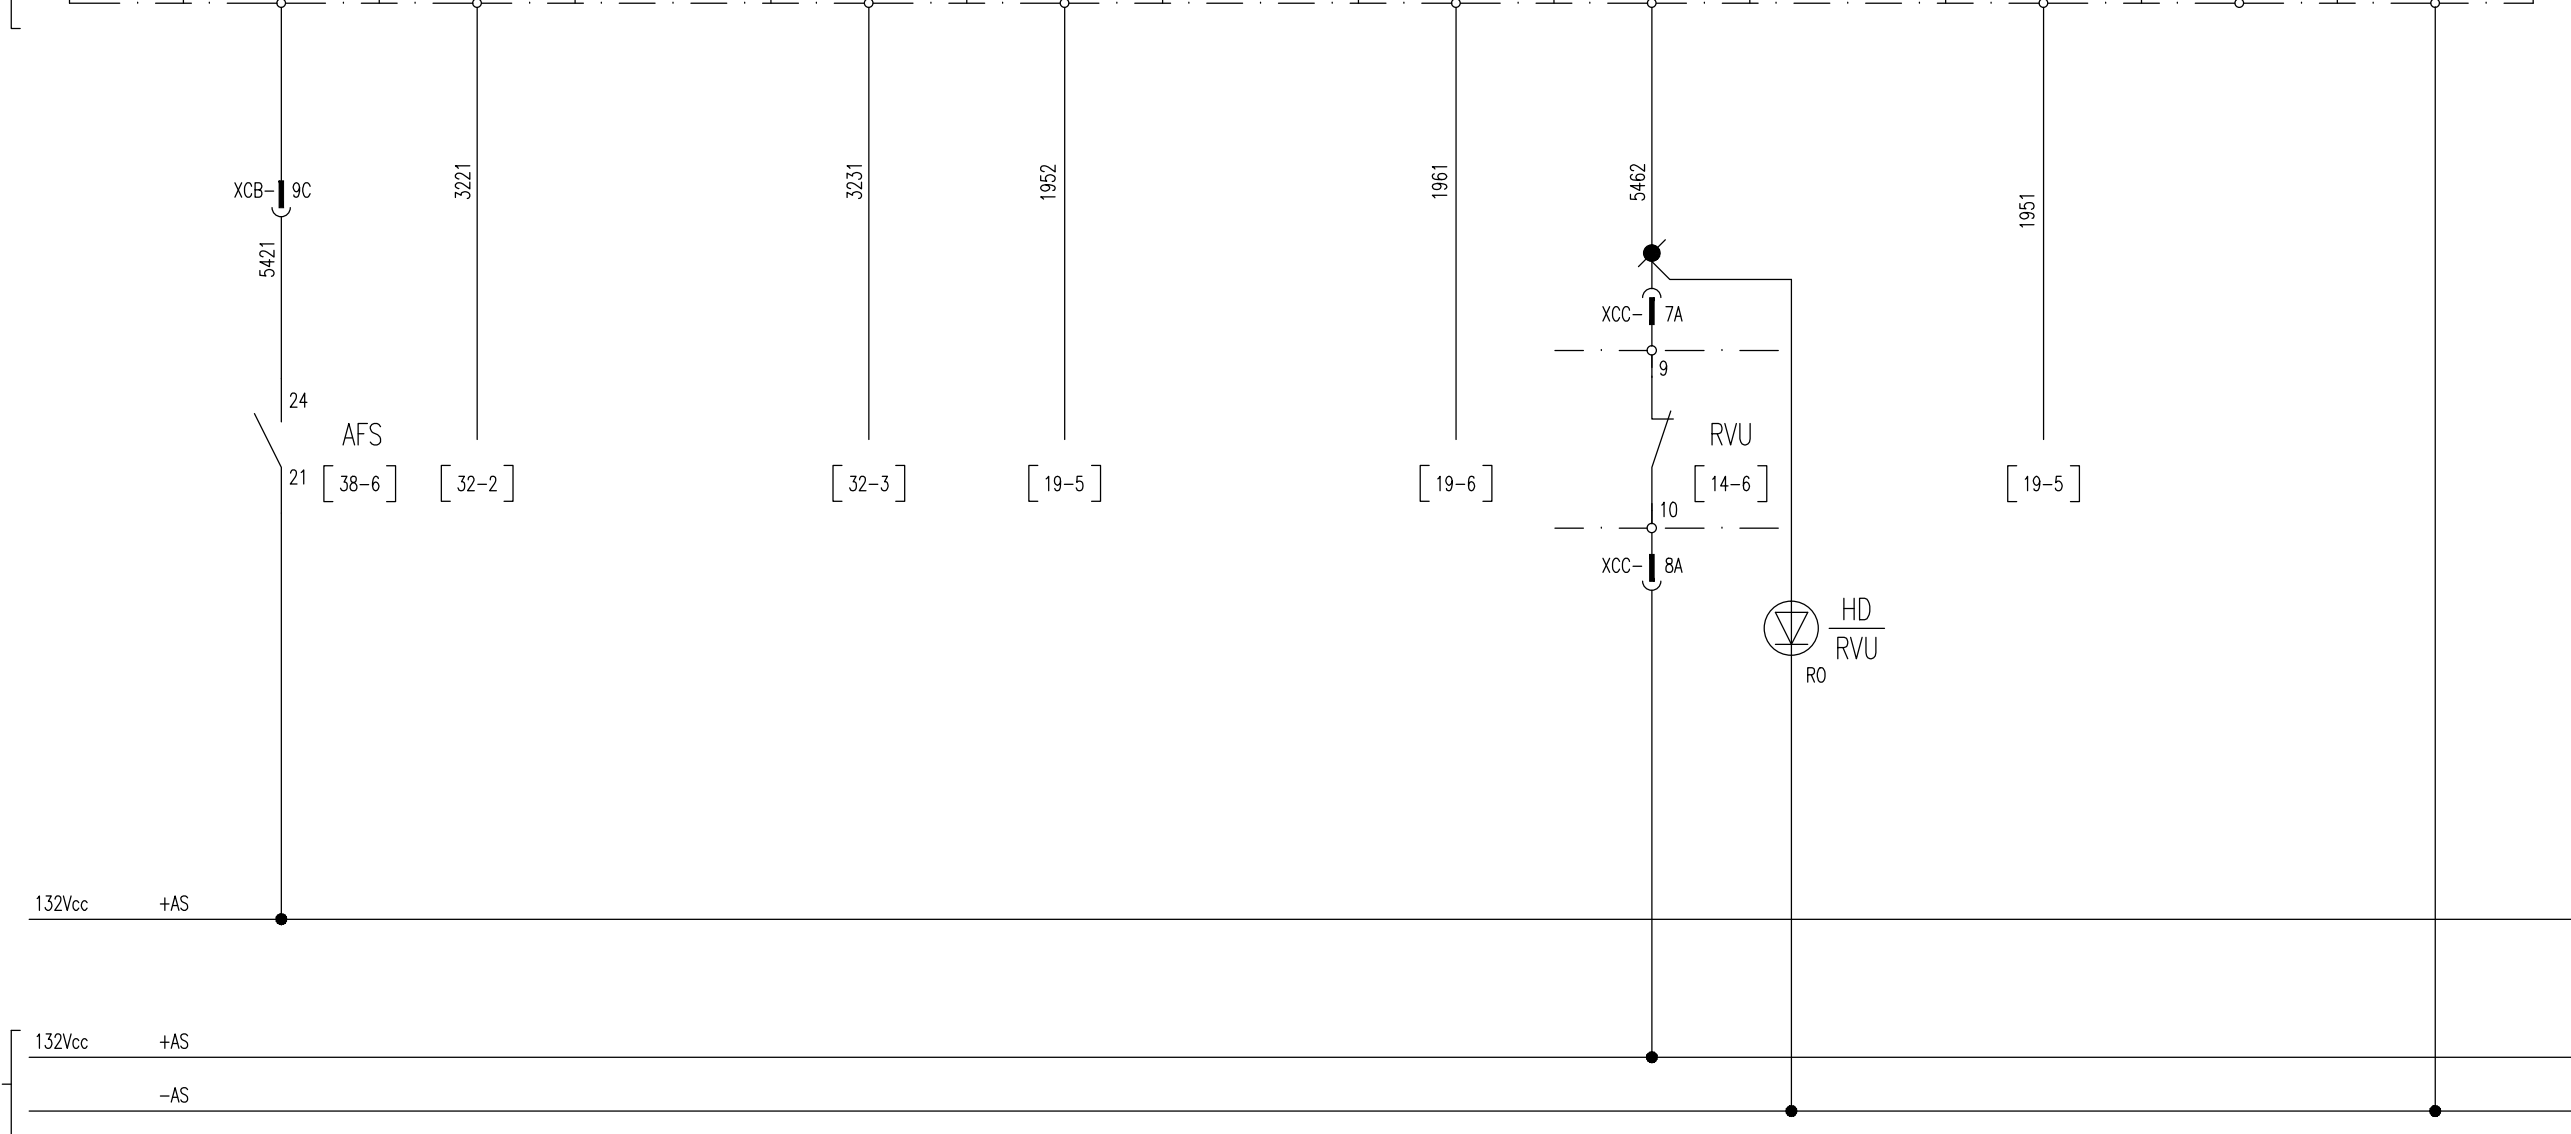 XCB- 9C
3221
3231
1952
1961
5462
1951
5421
XCC- 7A
9
24
AFS
RVU
21
[38-6]
[32-2]
[32-3]
[19-5]
[19-6]
[14-6]
[19-5]
10
XCC- 8A
HD
RVU
RO
132Vcc +AS
132Vcc +AS
-AS